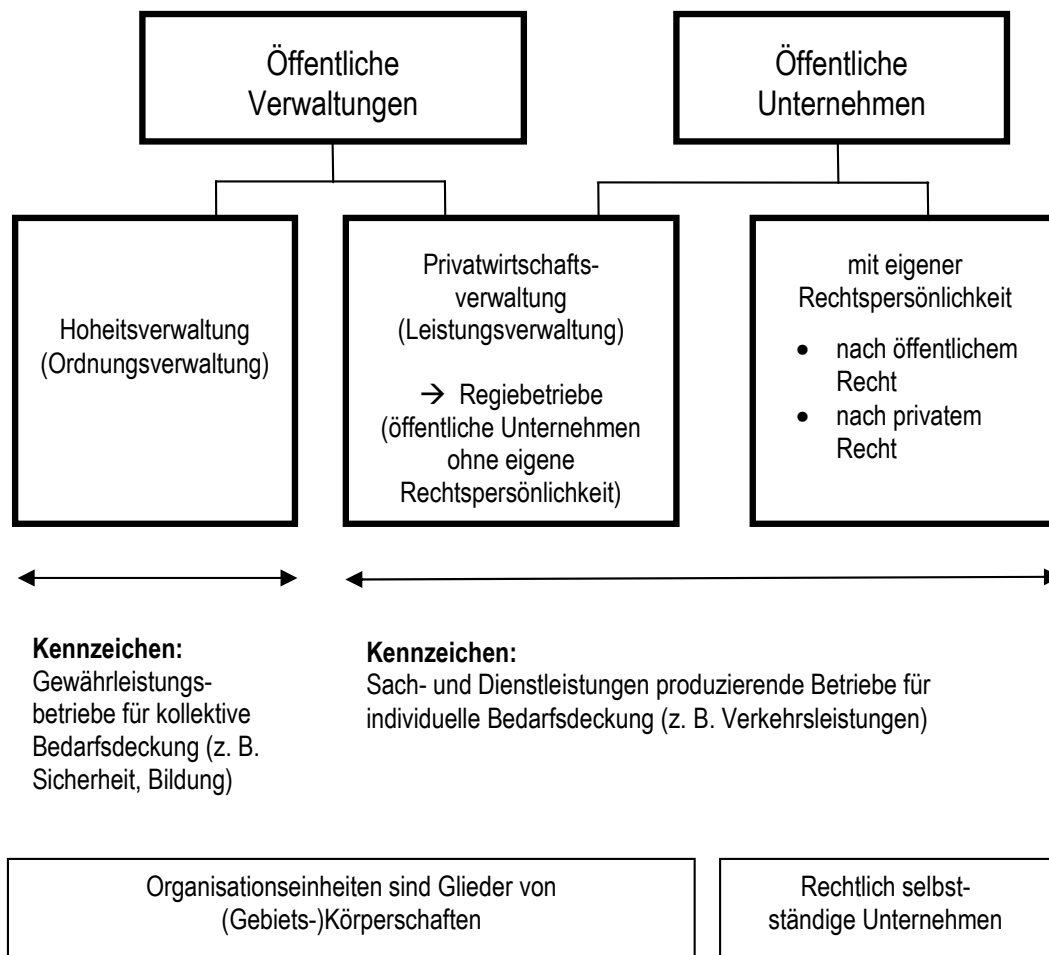 Öffentliche
Verwaltungen
Öffentliche
Unternehmen
Hoheitsverwaltung
(Ordnungsverwaltung)
Privatwirtschafts-
verwaltung
(Leistungsverwaltung)
→ Regiebetriebe
(öffentliche Unternehmen
ohne eigene
Rechtspersönlichkeit)
mit eigener
Rechtspersönlichkeit
• nach öffentlichem
Recht
• nach privatem
Recht
Kennzeichen:
Gewährleistungs-
betriebe für kollektive
Bedarfsdeckung (z. B.
Sicherheit, Bildung)
Kennzeichen:
Sach- und Dienstleistungen produzierende Betriebe für
individuelle Bedarfsdeckung (z. B. Verkehrsleistungen)
Organisationseinheiten sind Glieder von
(Gebiets-)Körperschaften
Rechtlich selbst-
ständige Unternehmen